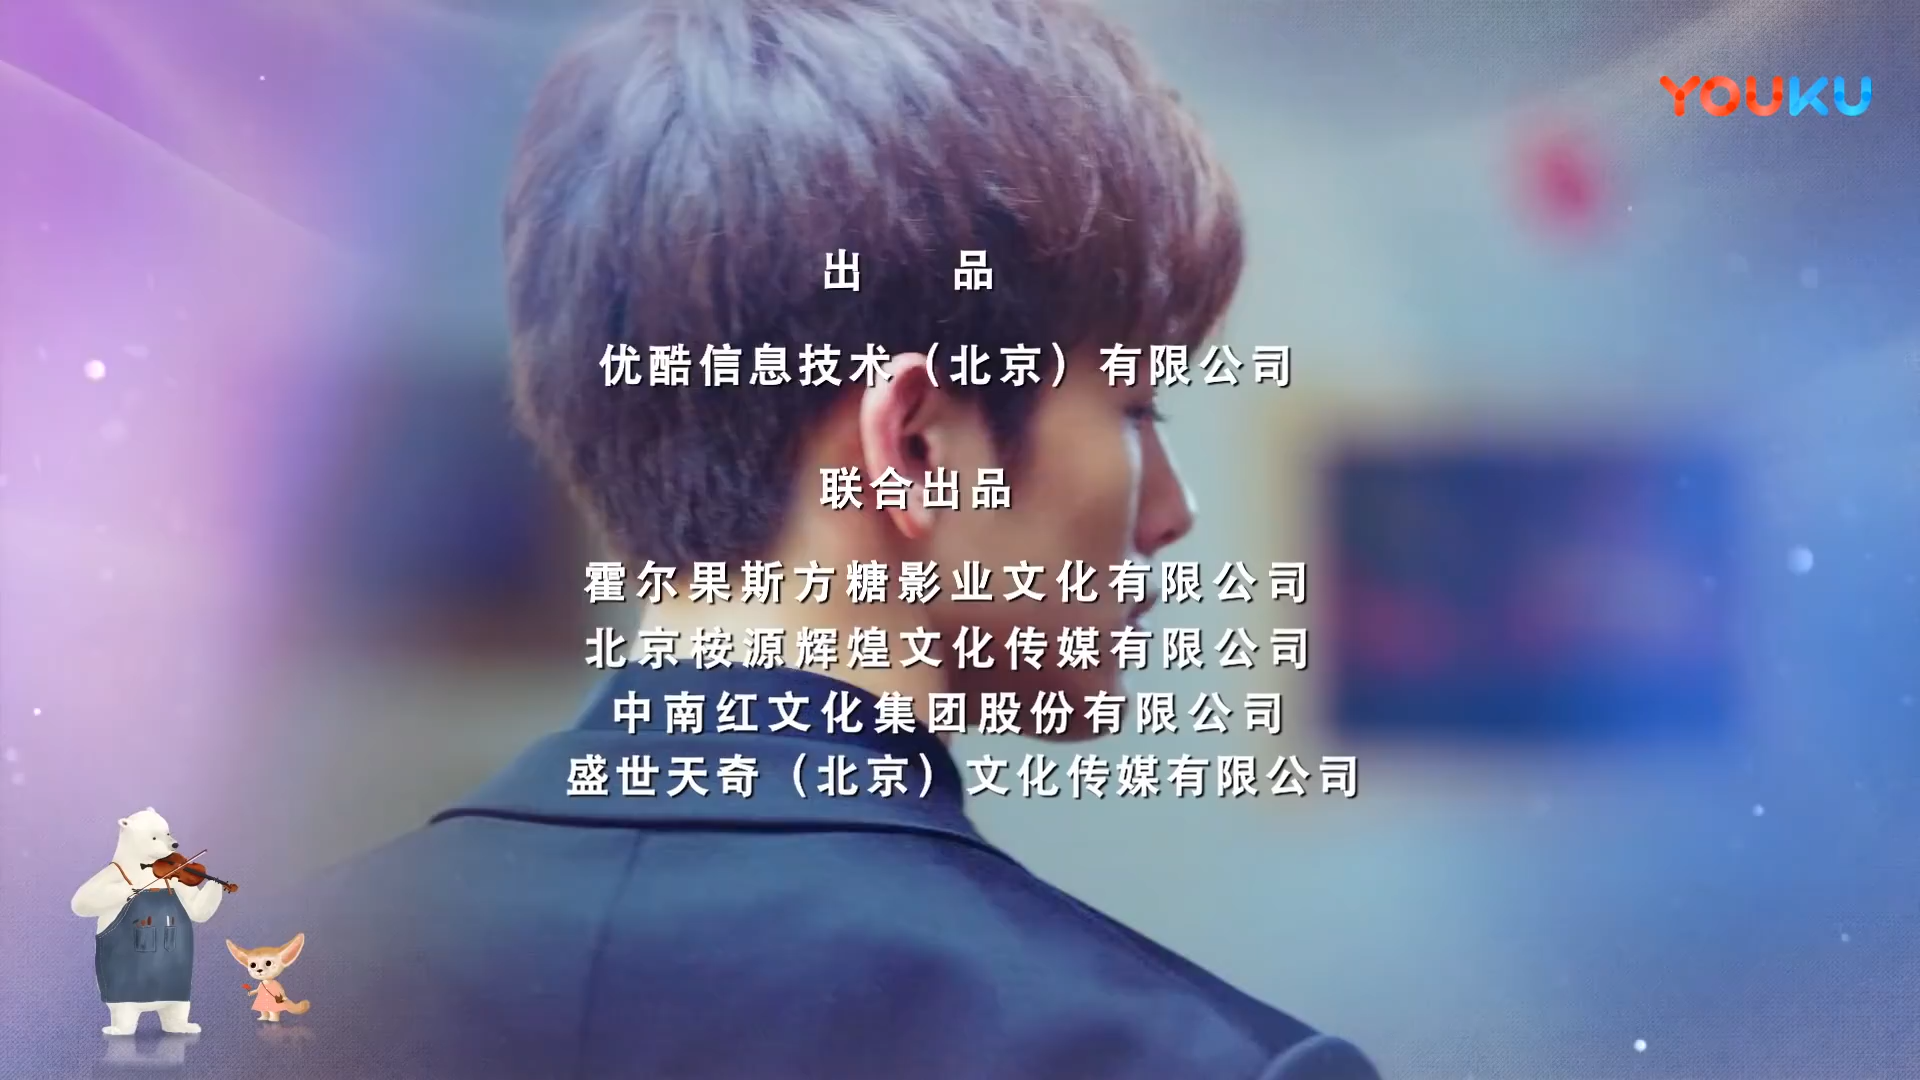 YOUKU
出 品
优酷信息技术（北京）有限公司
联合出品
霍尔果斯方糖影业文化有限公司
北京桉源辉煌文化传媒有限公司
中南红文化集团股份有限公司
盛世天奇（北京）文化传媒有限公司